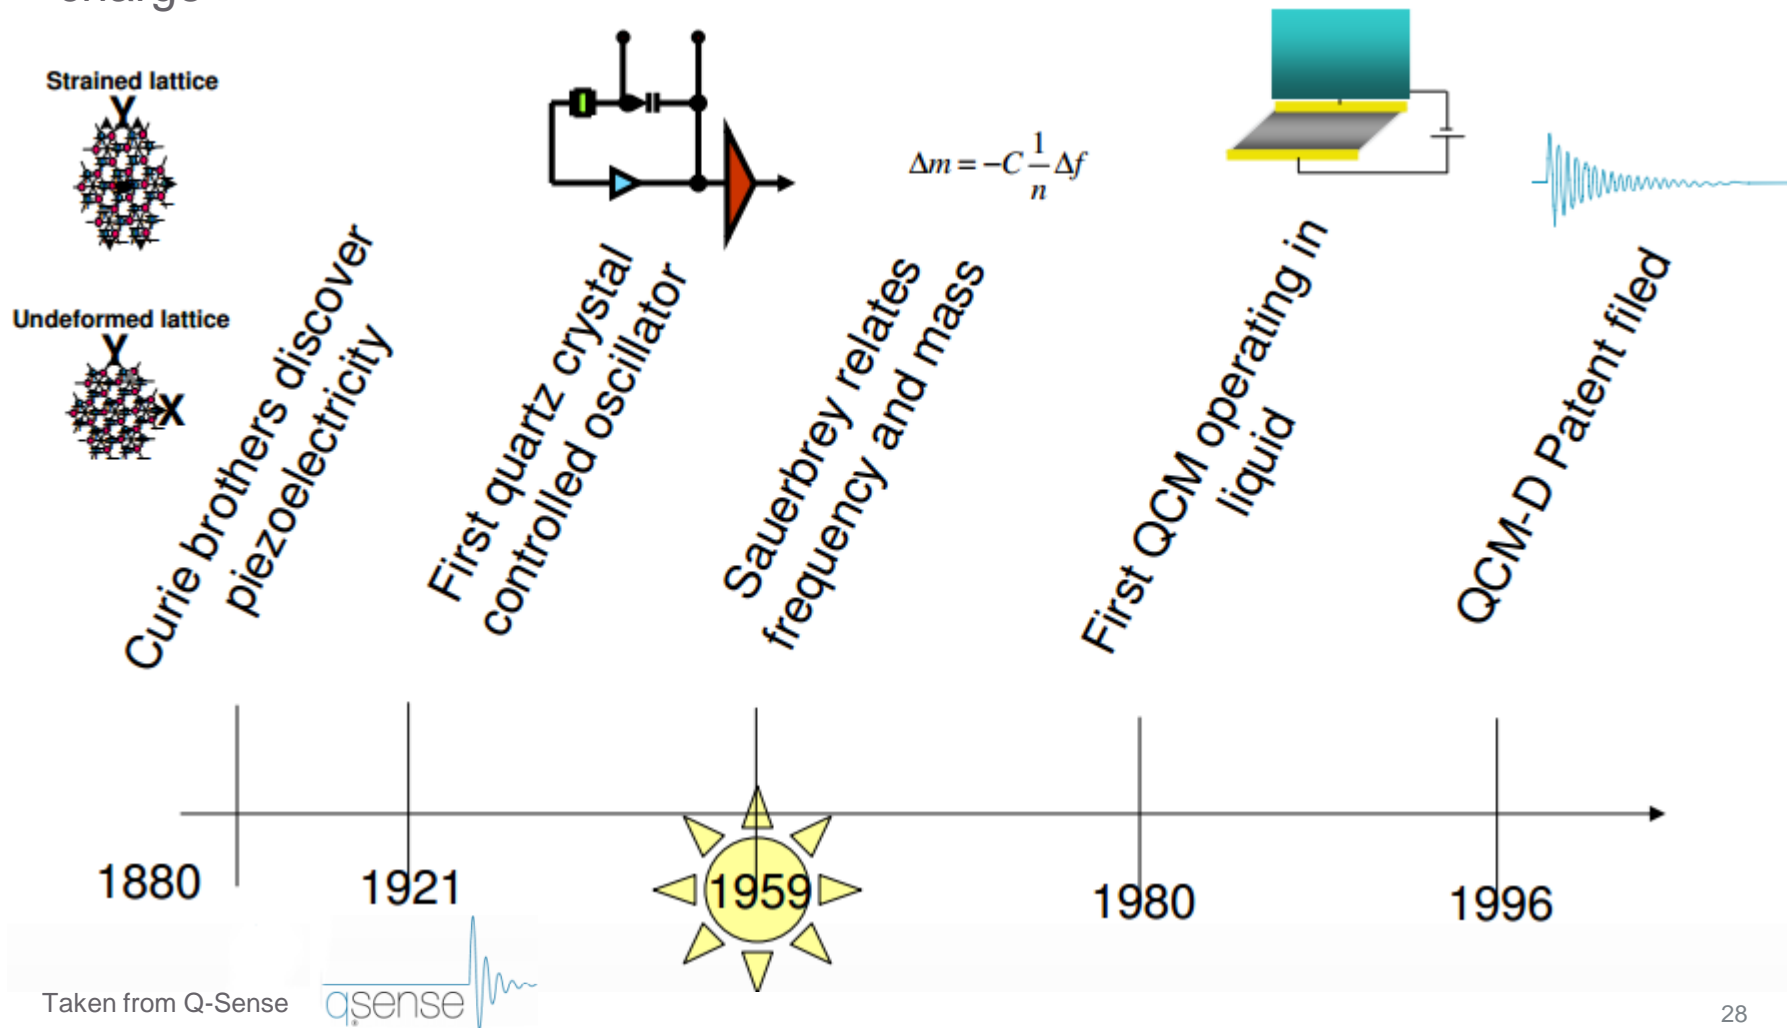 Strained lattice
Y
Undeformed lattice
Y
X
Δm = −C 1/n Δf
Curie brothers discover
piezoelectricity
First quartz crystal
controlled oscillator
Sauerbrey relates
frequency and mass
First QCM operating in
liquid
QCM-D Patent filed
1880
1921
1959
1980
1996
Taken from Q-Sense
qsense
28